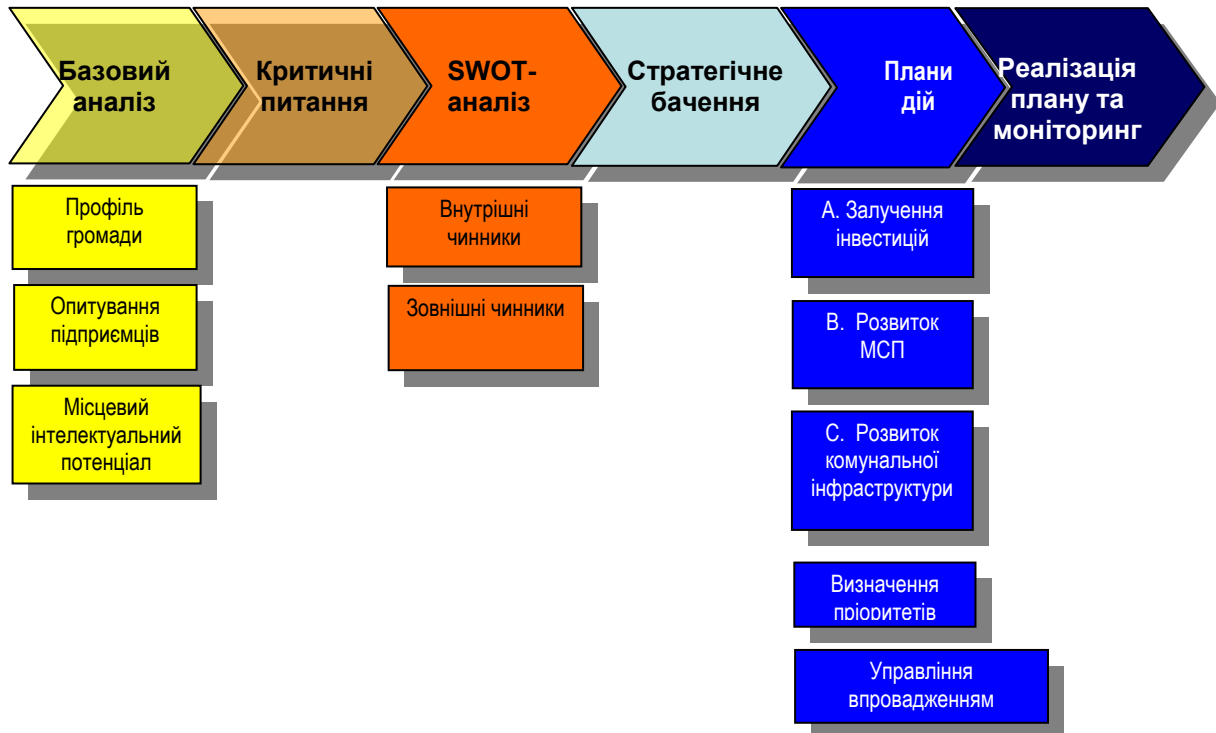 Базовий
аналіз
Критичні
питання
SWOT-
аналіз
Стратегічне
бачення
Плани
дій
Реалізація
плану та
моніторинг
Профіль
громади
Опитування
підприємців
Місцевий
інтелектуальний
потенціал
Внутрішні
чинники
Зовнішні чинники
А. Залучення
інвестицій
В. Розвиток
МСП
С. Розвиток
комунальної
інфраструктури
Визначення
пріоритетів
Управління
впровадженням